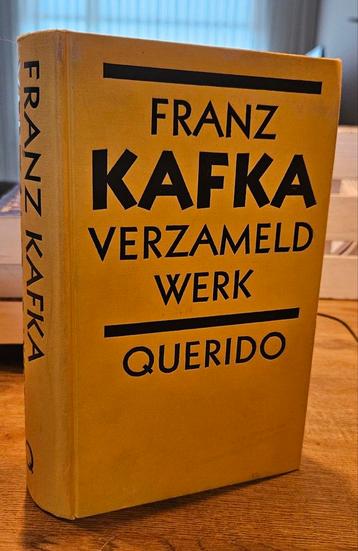 FRANZ KAFKA
Q
FRANZ
KAFKA
VERZAMELD
WERK
QUERIDO